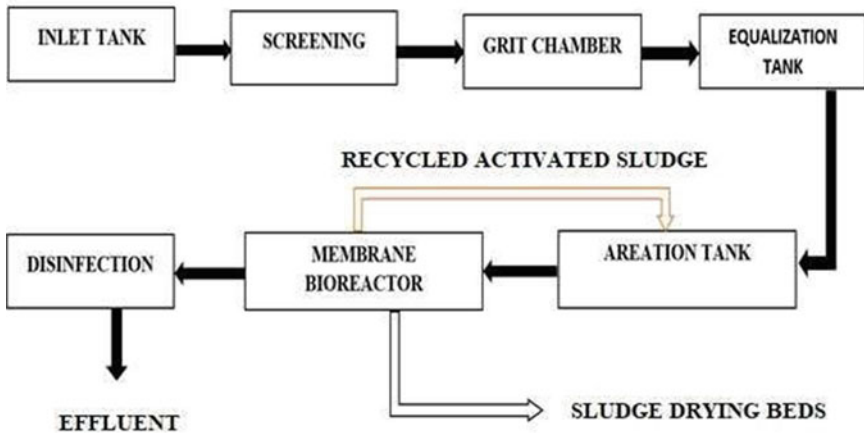 INLET TANK
SCREENING
GRIT CHAMBER
EQUALIZATION
TANK
RECYCLED ACTIVATED SLUDGE
DISINFECTION
MEMBRANE
BIOREACTOR
AREATION TANK
EFFLUENT
SLUDGE DRYING BEDS